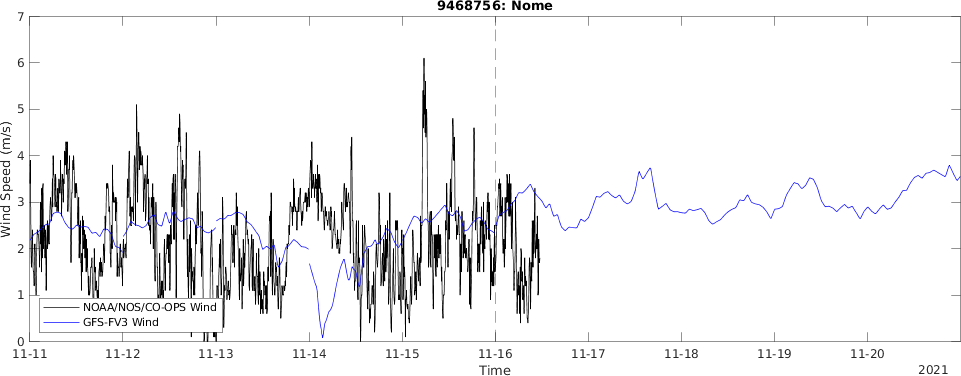 9468756: Nome
7
6
5
4
3
2
1
0
Wind Speed (m/s)
NOAA/NOS/CO-OPS Wind
GFS-FV3 Wind
11-11 11-12 11-13 11-14 11-15 11-16 11-17 11-18 11-19 11-20
Time
2021